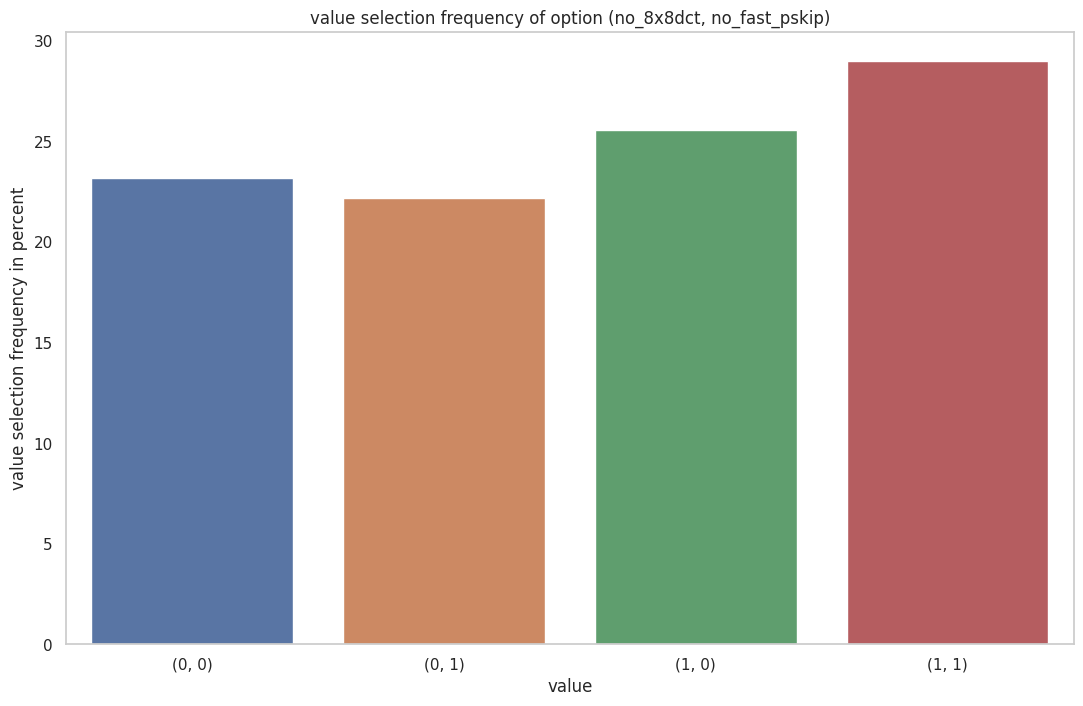 value selection frequency of option (no_8x8dct, no_fast_pskip)
value selection frequency in percent
30
25
20
15
10
5
0
(0, 0) (0, 1) (1, 0) (1, 1)
value